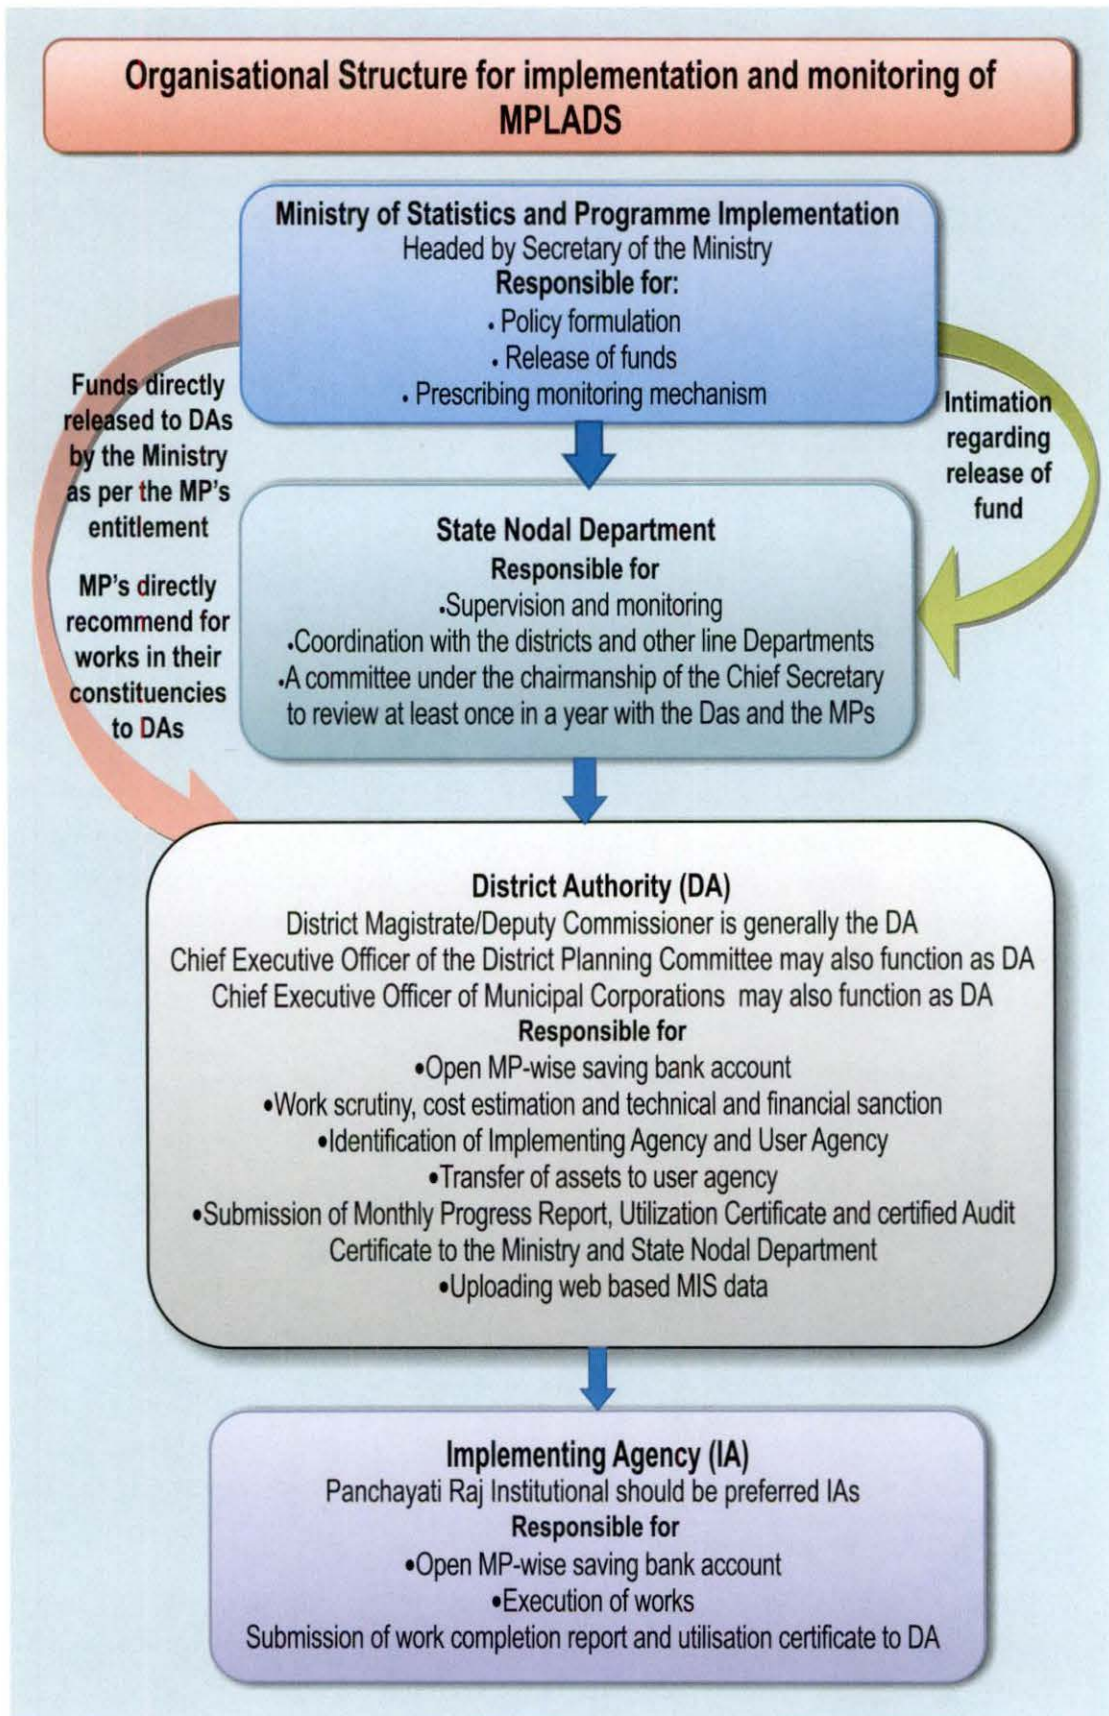 Organisational Structure for implementation and monitoring of
MPLADS
Ministry of Statistics and Programme Implementation
Headed by Secretary of the Ministry
Responsible for:
• Policy formulation
• Release of funds
• Prescribing monitoring mechanism
Funds directly
released to DAs
by the Ministry
as per the MP's
entitlement
MP's directly
recommend for
works in their
constituencies
to DAs
Intimation
regarding
release of
fund
State Nodal Department
Responsible for
•Supervision and monitoring
•Coordination with the districts and other line Departments
•A committee under the chairmanship of the Chief Secretary
to review at least once in a year with the Das and the MPs
District Authority (DA)
District Magistrate/Deputy Commissioner is generally the DA
Chief Executive Officer of the District Planning Committee may also function as DA
Chief Executive Officer of Municipal Corporations may also function as DA
Responsible for
•Open MP-wise saving bank account
•Work scrutiny, cost estimation and technical and financial sanction
•Identification of Implementing Agency and User Agency
•Transfer of assets to user agency
•Submission of Monthly Progress Report, Utilization Certificate and certified Audit
Certificate to the Ministry and State Nodal Department
•Uploading web based MIS data
Implementing Agency (IA)
Panchayati Raj Institutional should be preferred IAs
Responsible for
•Open MP-wise saving bank account
•Execution of works
Submission of work completion report and utilisation certificate to DA